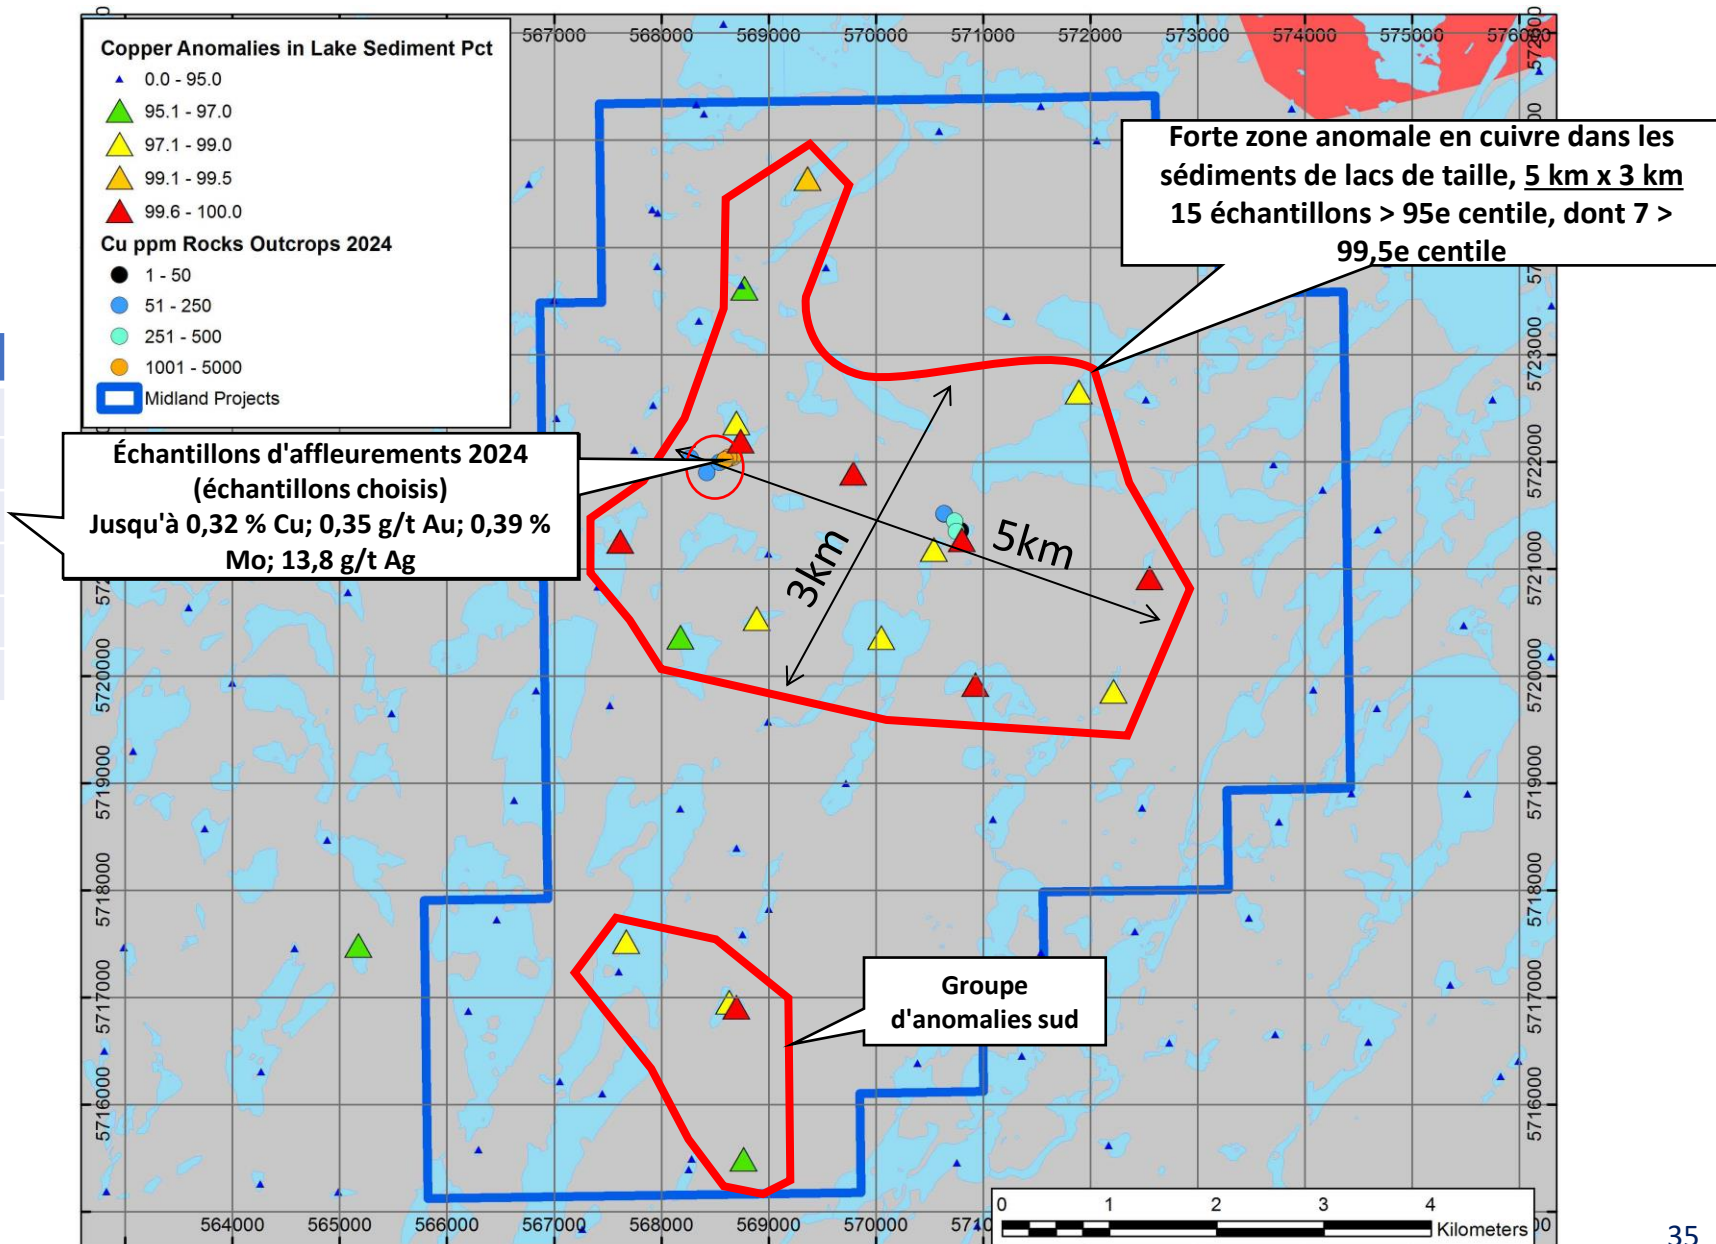 567000 568000 569000 570000 571000 572000 573000 574000 575000 576000
Copper Anomalies in Lake Sediment Pct
0.0 - 95.0
95.1 - 97.0
97.1 - 99.0
99.1 - 99.5
99.6 - 100.0
Cu ppm Rocks Outcrops 2024
1 - 50
51 - 250
251 - 500
1001 - 5000
Midland Projects
Forte zone anomale en cuivre dans les
sédiments de lacs de taille, 5 km x 3 km
15 échantillons > 95e centile, dont 7 >
99,5e centile
Échantillons d'affleurements 2024
(échantillons choisis)
Jusqu'à 0,32 % Cu; 0,35 g/t Au; 0,39 %
Mo; 13,8 g/t Ag
3km
5km
Groupe
d'anomalies sud
5720000
5719000
5718000
5717000
5716000
5723000
5722000
5721000
5720000
5719000
5718000
5717000
5716000
564000 565000 566000 567000 568000 569000 570000
0 1 2 3 4
Kilometers
35